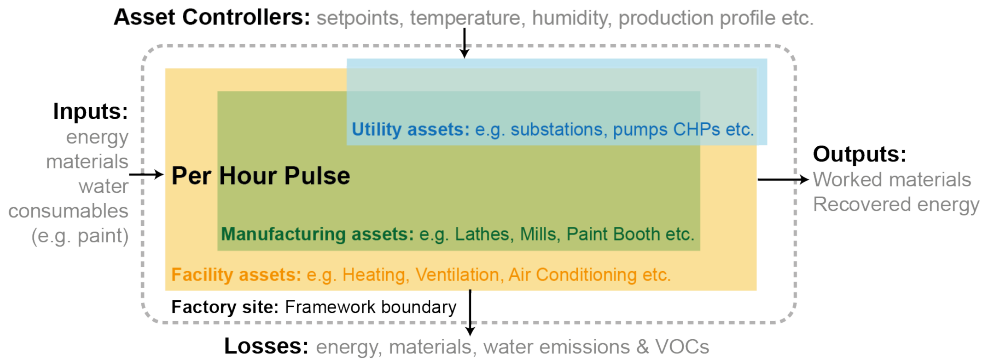 Asset Controllers: setpoints, temperature, humidity, production profile etc.
Inputs:
energy
materials
water
consumables
(e.g. paint)
Utility assets: e.g. substations, pumps CHPs etc.
Per Hour Pulse
Manufacturing assets: e.g. Lathes, Mills, Paint Booth etc.
Facility assets: e.g. Heating, Ventilation, Air Conditioning etc.
Factory site: Framework boundary
Outputs:
Worked materials
Recovered energy
Losses: energy, materials, water emissions & VOCs